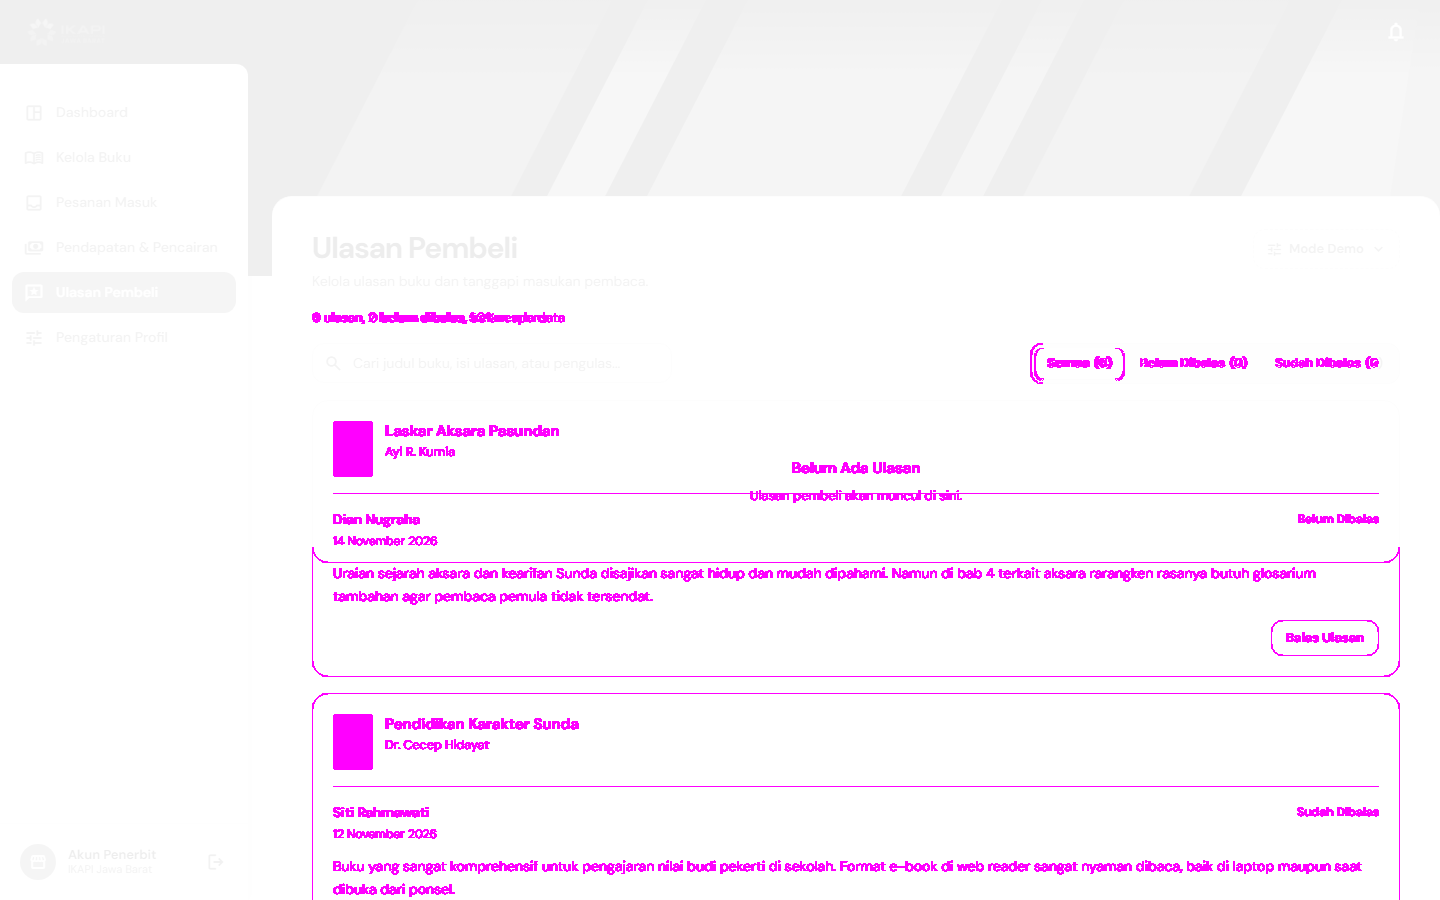 Dashboard
Kelola Buku
Pesanan Masuk
Pendapatan & Pencairan
Ulasan Pembeli
Pengaturan Profil
Akun Penerbit
IKAPI Jawa Barat
Ulasan Pembeli
Mode Demo
Kelola ulasan buku dan tanggapi masukan pembaca.
ulasan,
Cari judul buku, isi ulasan, atau pengulas...
Semua
Belum Dibalas
Sudah Dibalas
Laskar Aksara Pasundan
Ayi R. Kurnia
Belum Ada Ulasan
Ulasan pembeli akan muncul di sini.
Dian Nugraha
Belum Dibalas
14 November 2026
Uraian sejarah aksara dan kearifan Sunda disajikan sangat hidup dan mudah dipahami. Namun di bab 4 terkait aksara rarangken rasanya butuh glosarium
tambahan agar pembaca pemula tidak tersendat.
Balas Ulasan
Pendidikan Karakter Sunda
Dr. Cecep Hidayat
Siti Rahmawati
Sudah Dibalas
12 November 2026
Buku yang sangat komprehensif untuk pengajaran nilai budi pekerti di sekolah. Format e-book di web reader sangat nyaman dibaca, baik di laptop maupun saat
dibuka dari ponsel.